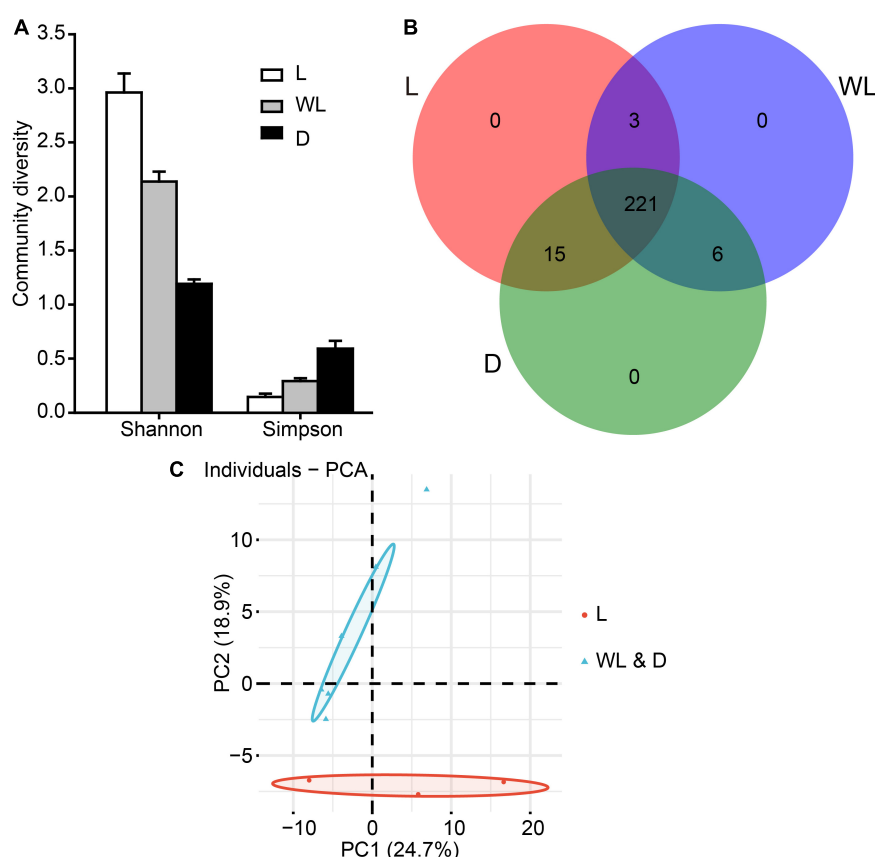 A
3.5
3.0
2.5
2.0
1.5
1.0
0.5
0.0
Community diversity
L
WL
D
Shannon
Simpson
B
L
WL
D
0
3
0
221
15
6
0
C
Individuals − PCA
10
5
0
−5
PC2 (18.9%)
−10
0
10
20
PC1 (24.7%)
L
WL & D